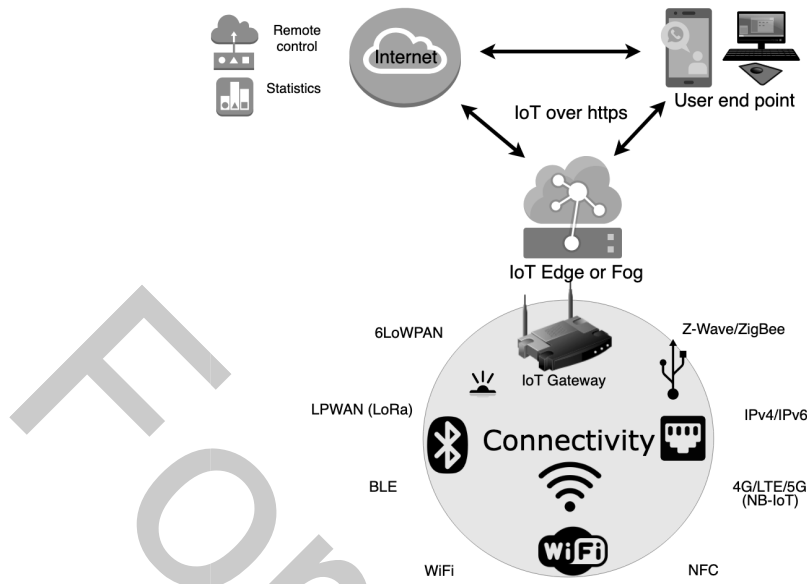 Remote
control
Statistics
Internet
User end point
IoT over https
IoT Edge or Fog
6LoWPAN
Z-Wave/ZigBee
IoT Gateway
LPWAN (LoRa)
IPv4/IPv6
Connectivity
BLE
4G/LTE/5G
(NB-IoT)
WiFi
WiFi
NFC
For